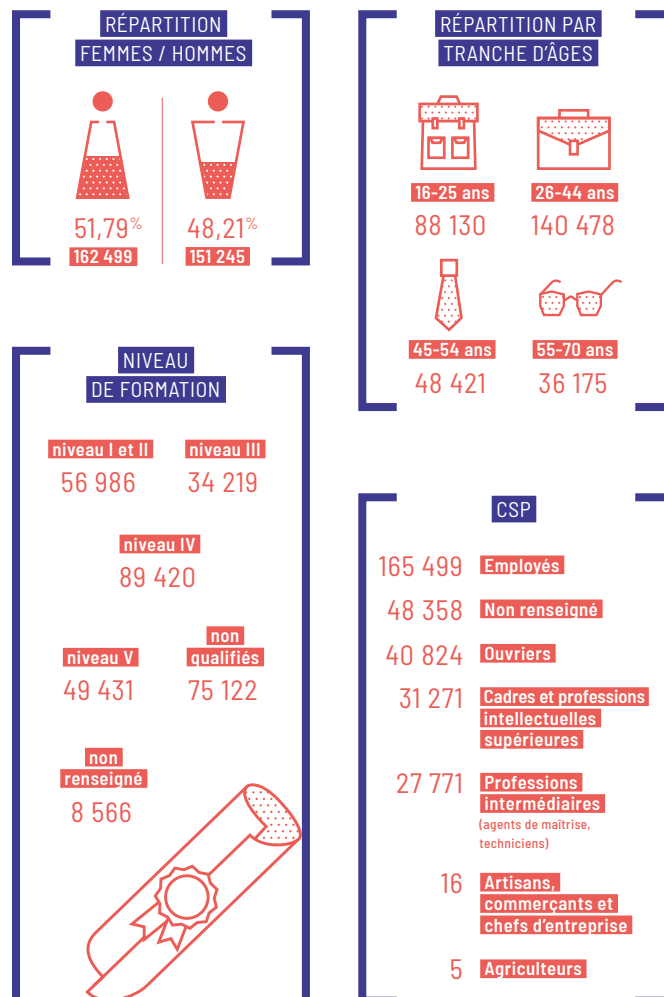 RÉPARTITION
FEMMES / HOMMES
51,79%
162 499
48,21%
151 245
RÉPARTITION PAR
TRANCHE D'ÂGES
16-25 ans
88 130
26-44 ans
140 478
45-54 ans
48 421
55-70 ans
36 175
NIVEAU
DE FORMATION
niveau I et II
56 986
niveau III
34 219
niveau IV
89 420
niveau V
49 431
non
qualifiés
75 122
non
renseigné
8 566
CSP
165 499 Employés
48 358 Non renseigné
40 824 Ouvriers
31 271 Cadres et professions
intellectuelles
supérieures
27 771 Professions
intermédiaires
(agents de maîtrise,
techniciens)
16 Artisans,
commerçants et
chefs d'entreprise
5 Agriculteurs